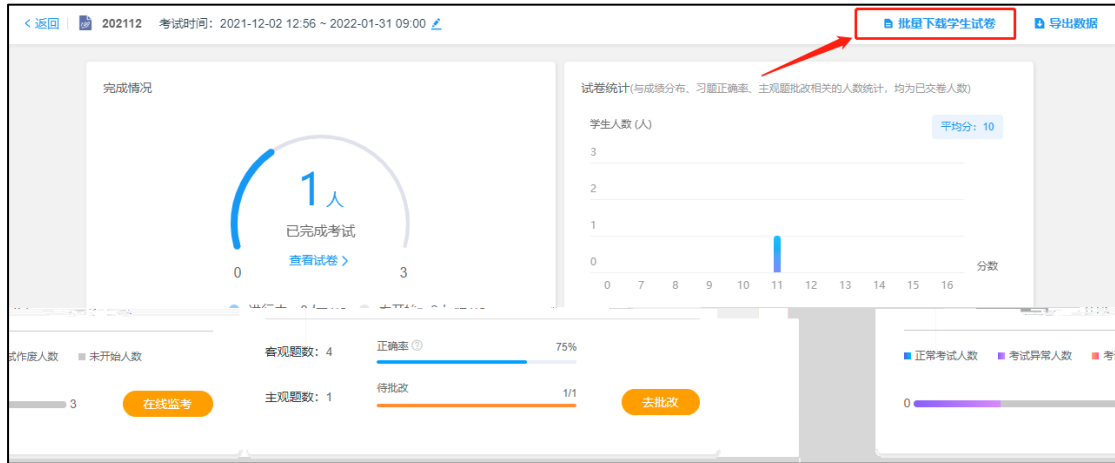 返回 202112 考试时间：2021-12-02 12:56 ~ 2022-01-31 09:00 批量下载学生试卷 导出数据
完成情况
1人
已完成考试
查看试卷
0 3
试卷统计(与成绩分布、习题正确率、主观题批改相关的人数统计，均为已交卷人数)
学生人数 (人)
平均分：10
3
2
1
0
分数
0 7 8 9 10 11 12 13 14 15 16
试作废人数 未开始人数
3 在线监考
客观题数：4 正确率 75%
主观题数：1 待批改 1/1
去批改
正常考试人数 考试异常人数 考
0